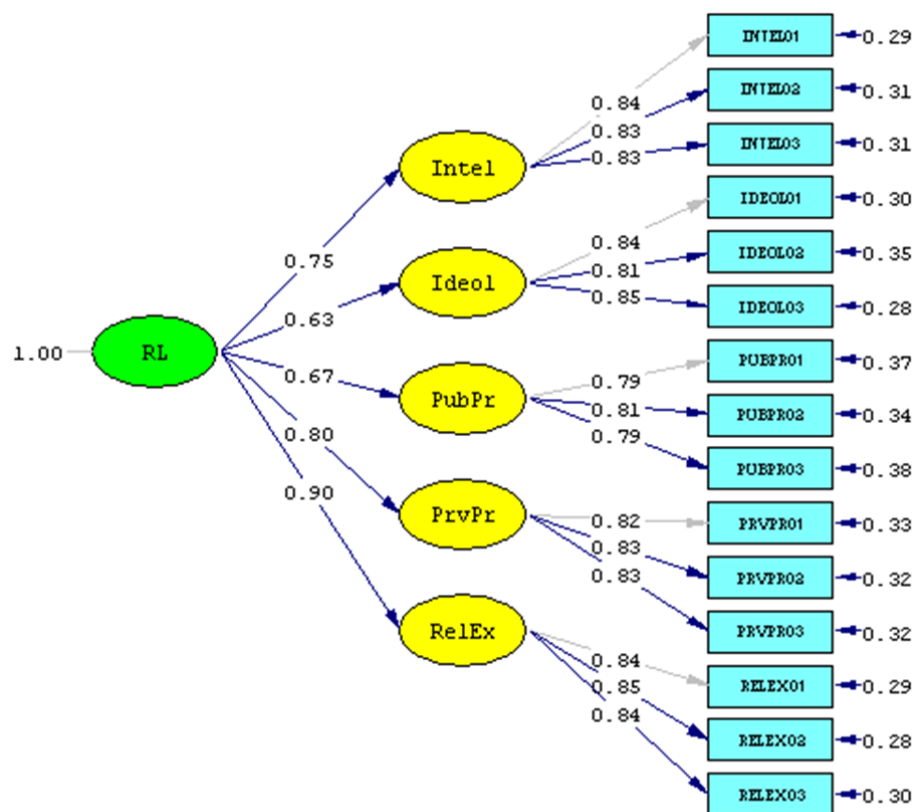 INTEL01 0.29
0.84
INTEL02 0.31
0.83
INTEL03 0.31
0.83
Intel
IDEOL01 0.30
0.84
IDEOL02 0.35
0.75
0.81
Ideol
0.85
IDEOL03 0.28
0.63
1.00 RL
PUBPR01 0.37
0.67
0.79
PubPr
0.81
PUBPR02 0.34
0.80
0.79
PUBPR03 0.38
0.90
PrvPr
0.82
PRVPR01 0.33
0.83
0.83
PRVPR02 0.32
RelEx
PRVPR03 0.32
0.84
0.85
RELEX01 0.29
0.84
RELEX02 0.28
RELEX03 0.30